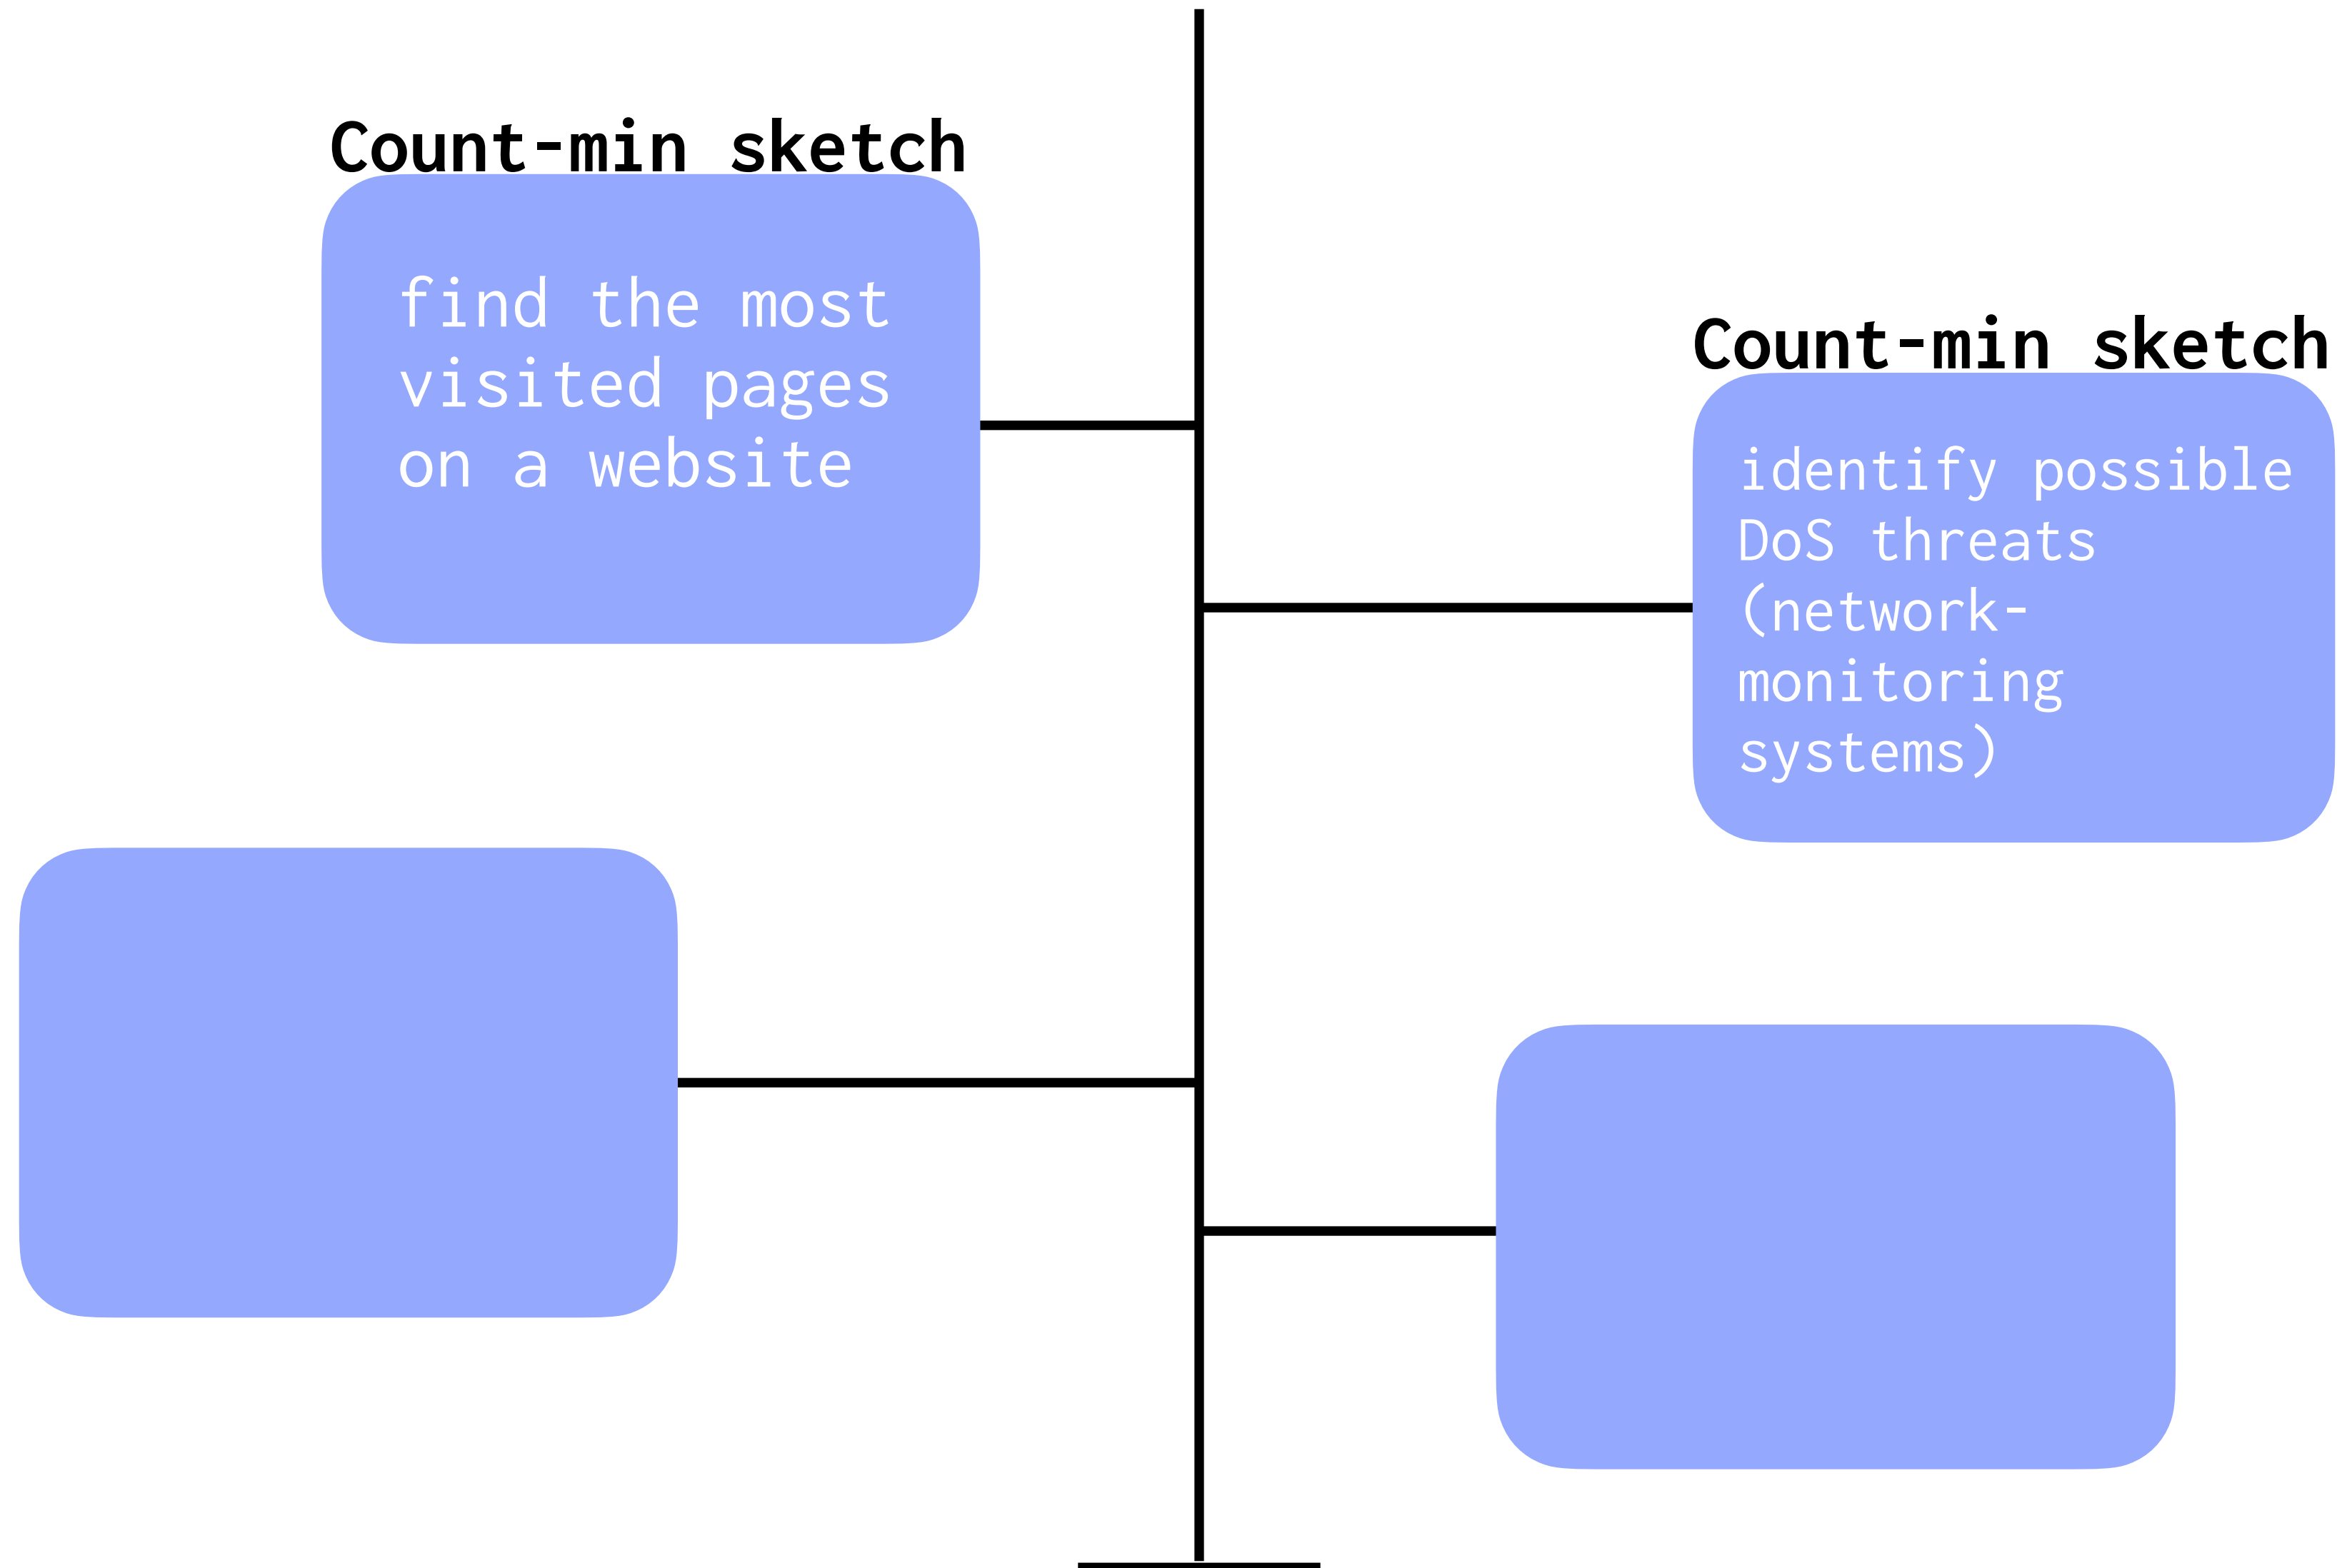 Count-min sketch
find the most
visited pages
on a website
Count-min sketch
identify possible
DoS threats
(network-
monitoring
systems)